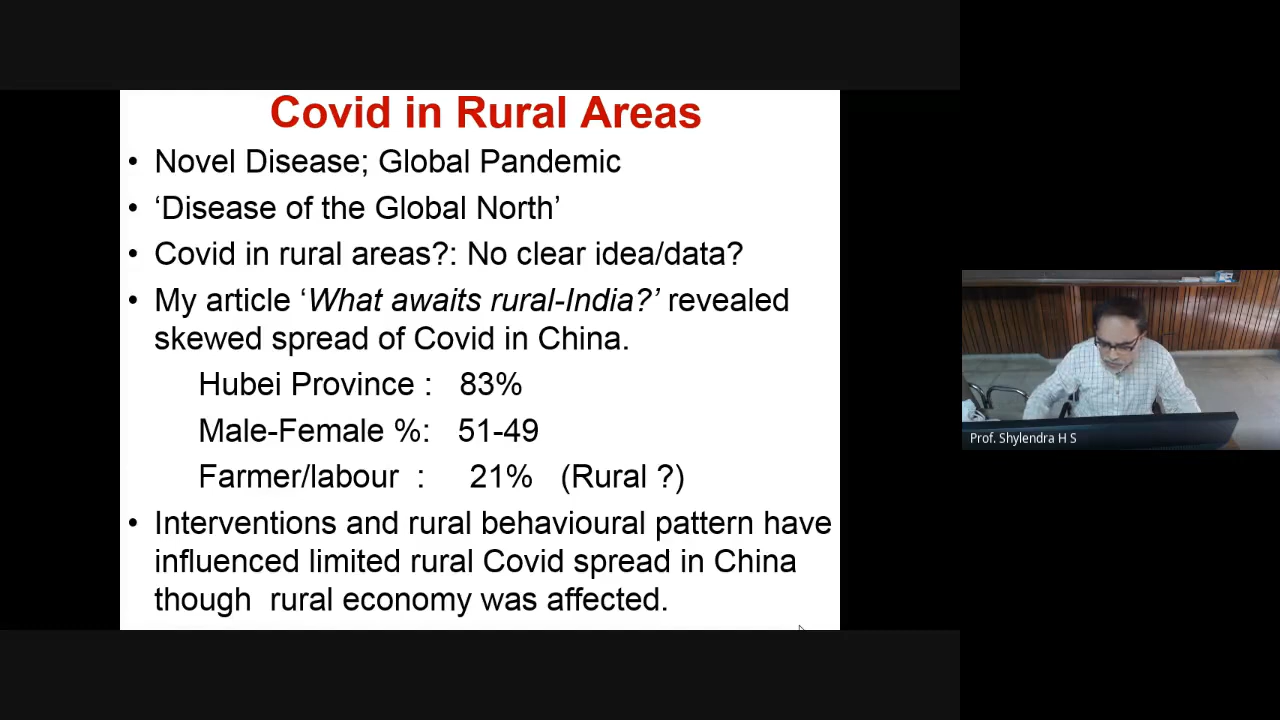 Covid in Rural Areas
• Novel Disease; Global Pandemic
• ‘Disease of the Global North’
• Covid in rural areas?: No clear idea/data?
• My article ‘What awaits rural-India?’ revealed
skewed spread of Covid in China.
Hubei Province : 83%
Male-Female %: 51-49
Farmer/labour : 21% (Rural ?)
• Interventions and rural behavioural pattern have
influenced limited rural Covid spread in China
though rural economy was affected.
Prof. Shylendra H S